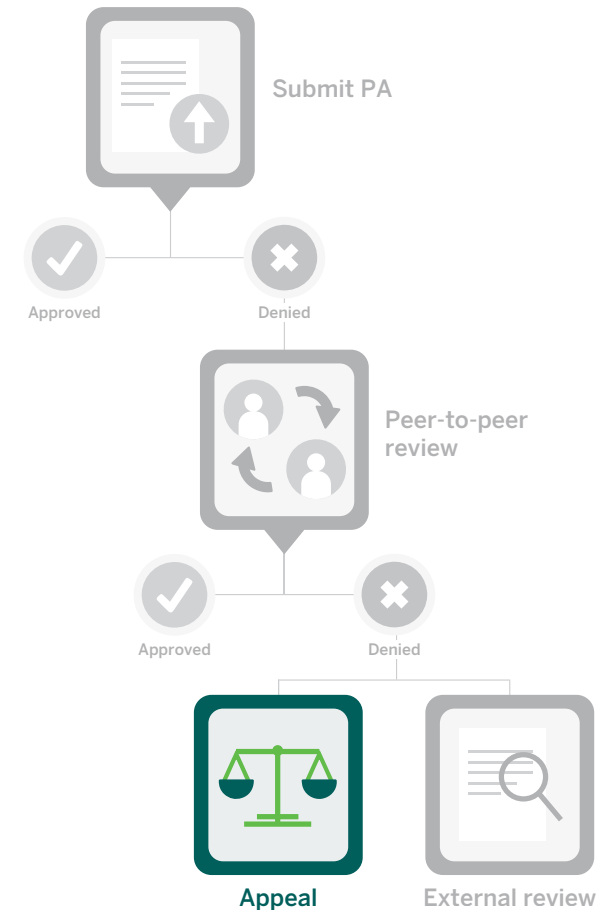 Submit PA
Approved
Denied
Peer-to-peer
review
Approved
Denied
Appeal
External review